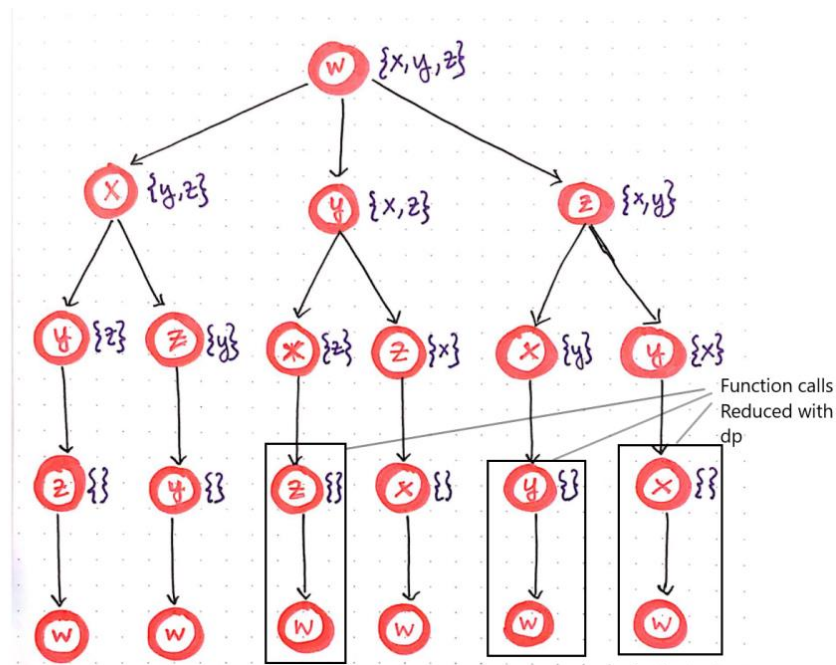 w {x,y,z}
x {y,z} y {x,z} z {x,y}
y {z} z {y} x {z} z {x} x {y} y {x}
Function calls
Reduced with
dp
z {} y {} z {} x {} y {} x {}
w w w w w w